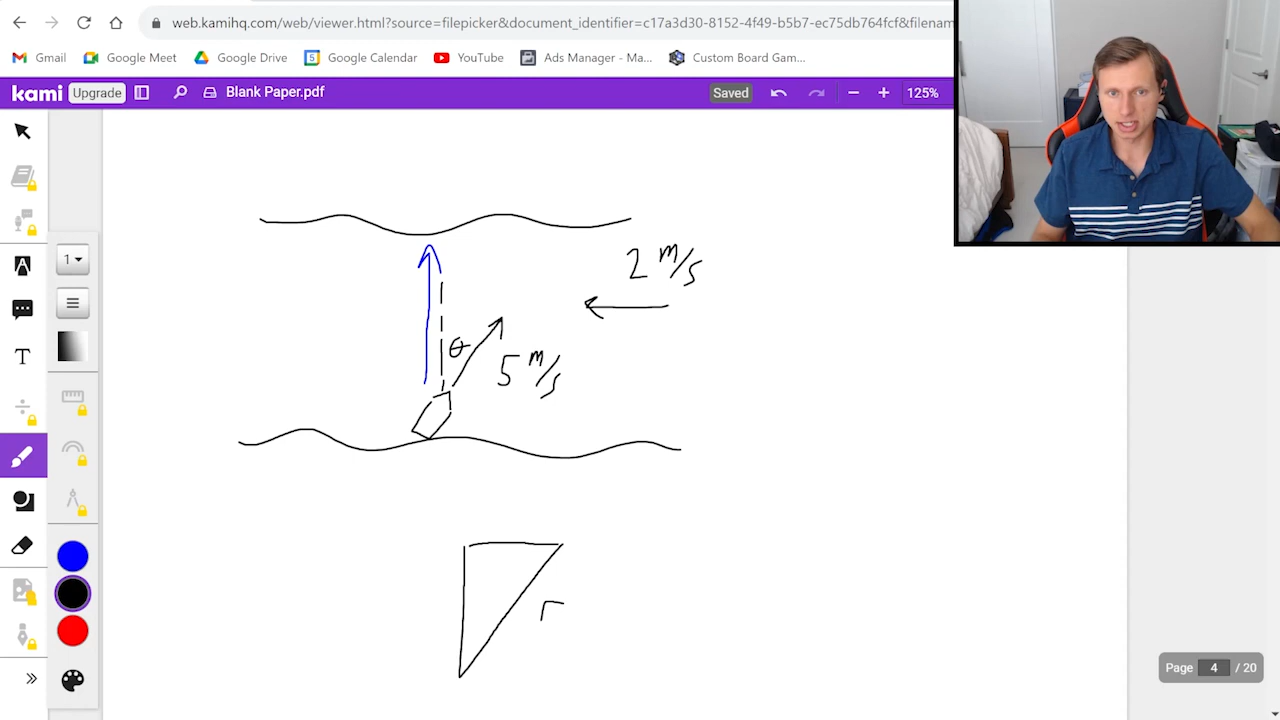 web.kamihq.com/web/viewer.html?source=filepicker&document_identifier=c17a3d30-8152-4f49-b5b7-ec75db764fcf&filenam
Gmail Google Meet Google Drive 5 Google Calendar YouTube Ads Manager - Ma... Custom Board Gam...
kami Upgrade Blank Paper.pdf Saved 125%
A
T
1
2 m/s
θ
5 m/s
Page 4 / 20